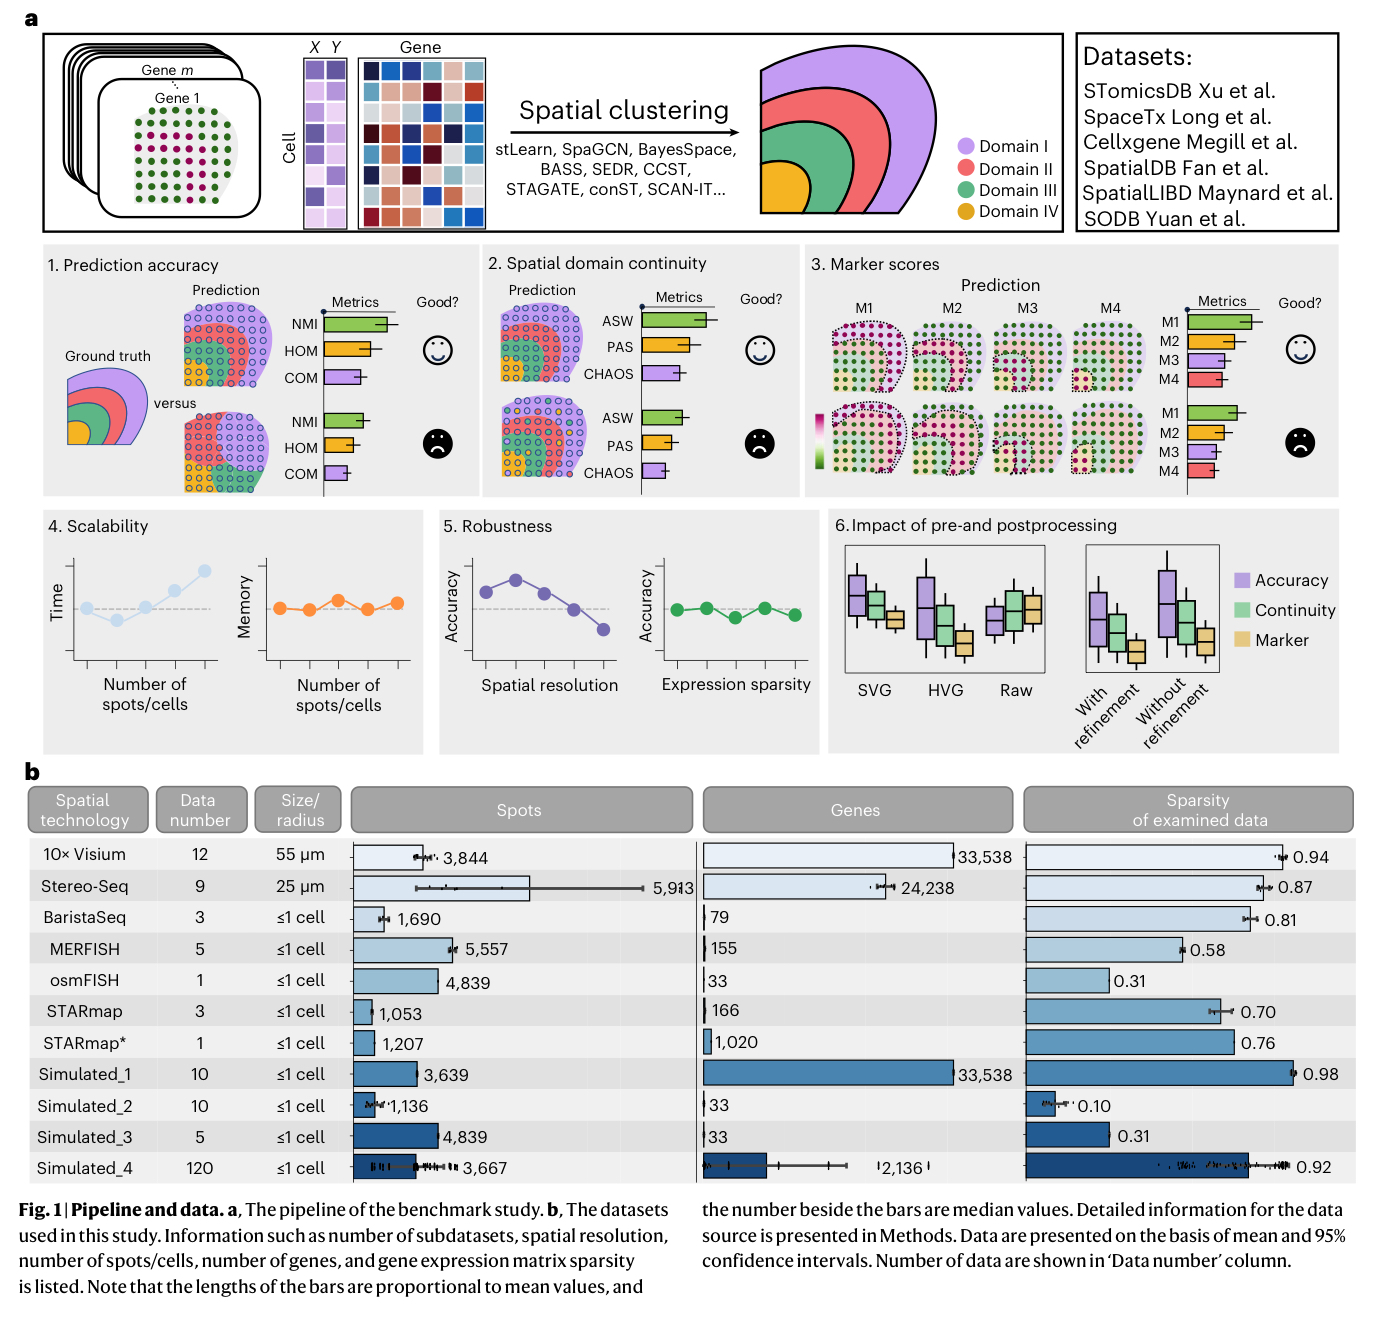 a
Gene m
Gene 1
X Y
Gene
Cell
Spatial clustering
stLearn, SpaGCN, BayesSpace,
BASS, SEDR, CCST,
STAGATE, conST, SCAN-IT...
Domain I
Domain II
Domain III
Domain IV
Datasets:
STomicsDB Xu et al.
SpaceTx Long et al.
Cellxgene Megill et al.
SpatialDB Fan et al.
SpatialLIBD Maynard et al.
SODB Yuan et al.
1. Prediction accuracy
Prediction
Metrics
Good?
Ground truth
versus
NMI
HOM
COM
NMI
HOM
COM
2. Spatial domain continuity
Prediction
Metrics
Good?
ASW
PAS
CHAOS
ASW
PAS
CHAOS
3. Marker scores
Prediction
M1 M2 M3 M4
Metrics
Good?
M1
M2
M3
M4
M1
M2
M3
M4
4. Scalability
Time
Number of
spots/cells
Memory
Number of
spots/cells
5. Robustness
Accuracy
Spatial resolution
Accuracy
Expression sparsity
6. Impact of pre-and postprocessing
SVG HVG Raw
With
refinement
Without
refinement
Accuracy
Continuity
Marker
b
Spatial
technology
Data
number
Size/
radius
Spots
Genes
Sparsity
of examined data
10× Visium 12 55 µm 3,844 33,538 0.94
Stereo-Seq 9 25 µm 5,913 24,238 0.87
BaristaSeq 3 ≤1 cell 1,690 79 0.81
MERFISH 5 ≤1 cell 5,557 155 0.58
osmFISH 1 ≤1 cell 4,839 33 0.31
STARmap 3 ≤1 cell 1,053 166 0.70
STARmap* 1 ≤1 cell 1,207 1,020 0.76
Simulated_1 10 ≤1 cell 3,639 33,538 0.98
Simulated_2 10 ≤1 cell 1,136 33 0.10
Simulated_3 5 ≤1 cell 4,839 33 0.31
Simulated_4 120 ≤1 cell 3,667 2,136 0.92
Fig. 1 | Pipeline and data. a, The pipeline of the benchmark study. b, The datasets
used in this study. Information such as number of subdatasets, spatial resolution,
number of spots/cells, number of genes, and gene expression matrix sparsity
is listed. Note that the lengths of the bars are proportional to mean values, and
the number beside the bars are median values. Detailed information for the data
source is presented in Methods. Data are presented on the basis of mean and 95%
confidence intervals. Number of data are shown in ‘Data number’ column.